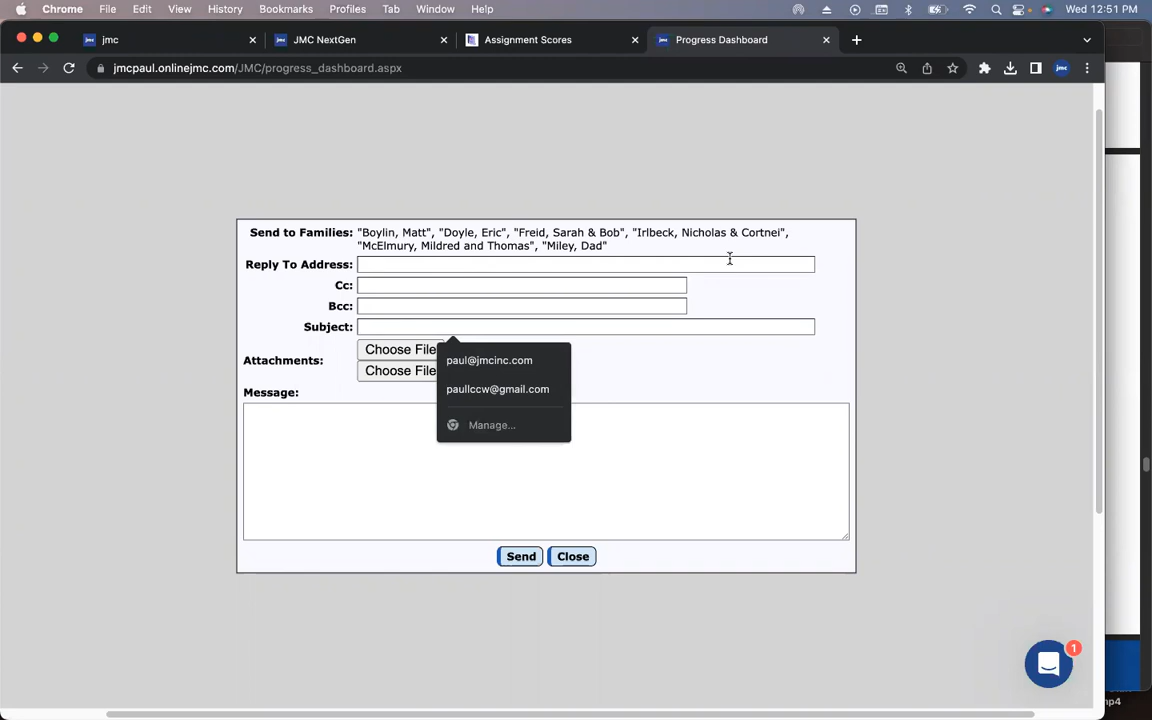 Chrome File Edit View History Bookmarks Profiles Tab Window Help Wed 12:51 PM
jmc JMC NextGen Assignment Scores Progress Dashboard
jmcpaul.onlinejmc.com/JMC/progress_dashboard.aspx jmc
Send to Families: "Boylin, Matt", "Doyle, Eric", "Freid, Sarah & Bob", "Irlbeck, Nicholas & Cortnei",
"McElmury, Mildred and Thomas", "Miley, Dad"
Reply To Address:
Cc:
Bcc:
Subject:
Attachments:
Choose File
Choose File
paul@jmcinc.com
paullccw@gmail.com
Manage...
Message:
Send Close
1
mp4